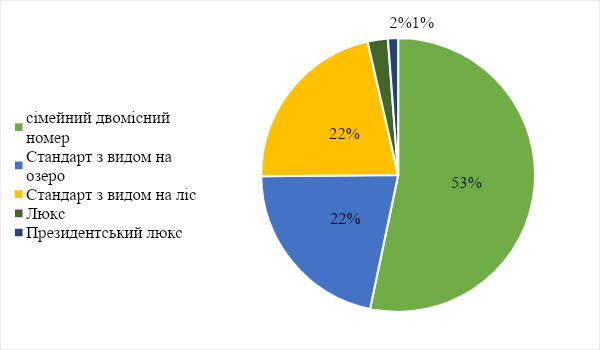 2%1%
сімейний двомісний
номер
Стандарт з видом на
озеро
Стандарт з видом на ліс
Люкс
Президентський люкс
22%
53%
22%